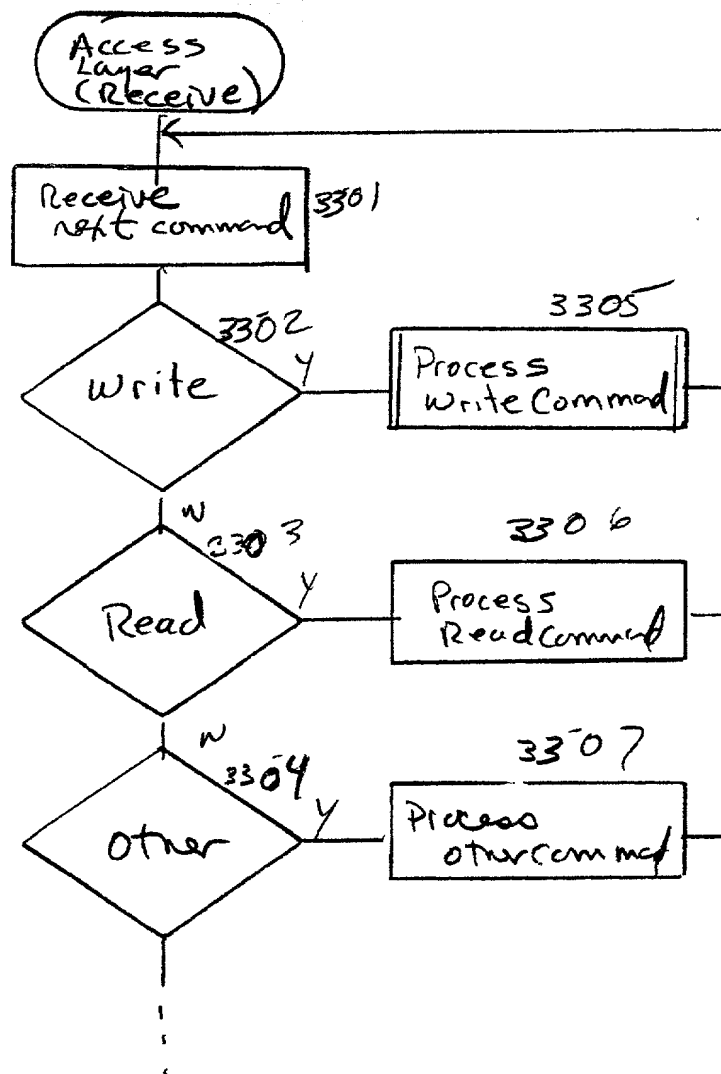 Access
Layer
(Receive)
Receive
next command
3301
3302
Y
Write
3305
Process
Write Command
N
3303
Y
Read
3306
Process
Read Command
N
3304
Y
Other
3307
Process
Other Command